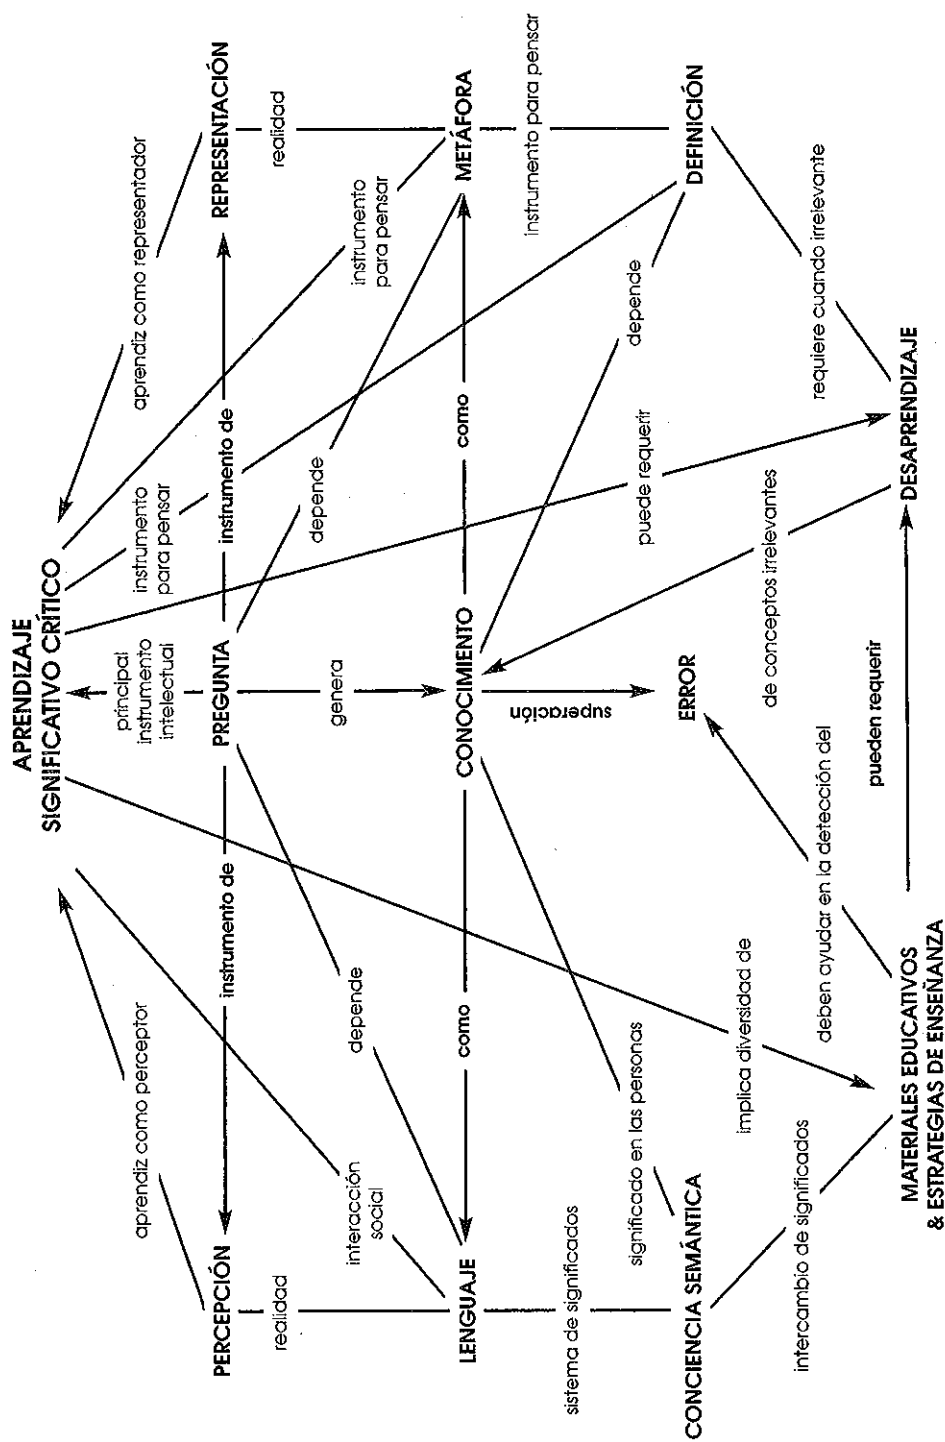 APRENDIZAJE
SIGNIFICATIVO CRÍTICO
aprendiz como perceptor
principal
instrumento
intelectual
instrumento
para pensar
aprendiz como representador
PERCEPCIÓN
instrumento de
PREGUNTA
instrumento de
REPRESENTACIÓN
realidad
interacción
social
depende
genera
depende
instrumento
para pensar
realidad
LENGUAJE
como
CONOCIMIENTO
como
METÁFORA
sistema de significados
significado en las personas
superación
instrumento para pensar
implica diversidad de
puede requerir
depende
CONCIENCIA SEMÁNTICA
ERROR
DEFINICIÓN
intercambio de significados
deben ayudar en la detección del
de conceptos irrelevantes
requiere cuando irrelevante
MATERIALES EDUCATIVOS
& ESTRATEGIAS DE ENSEÑANZA
pueden requerir
DESAPRENDIZAJE